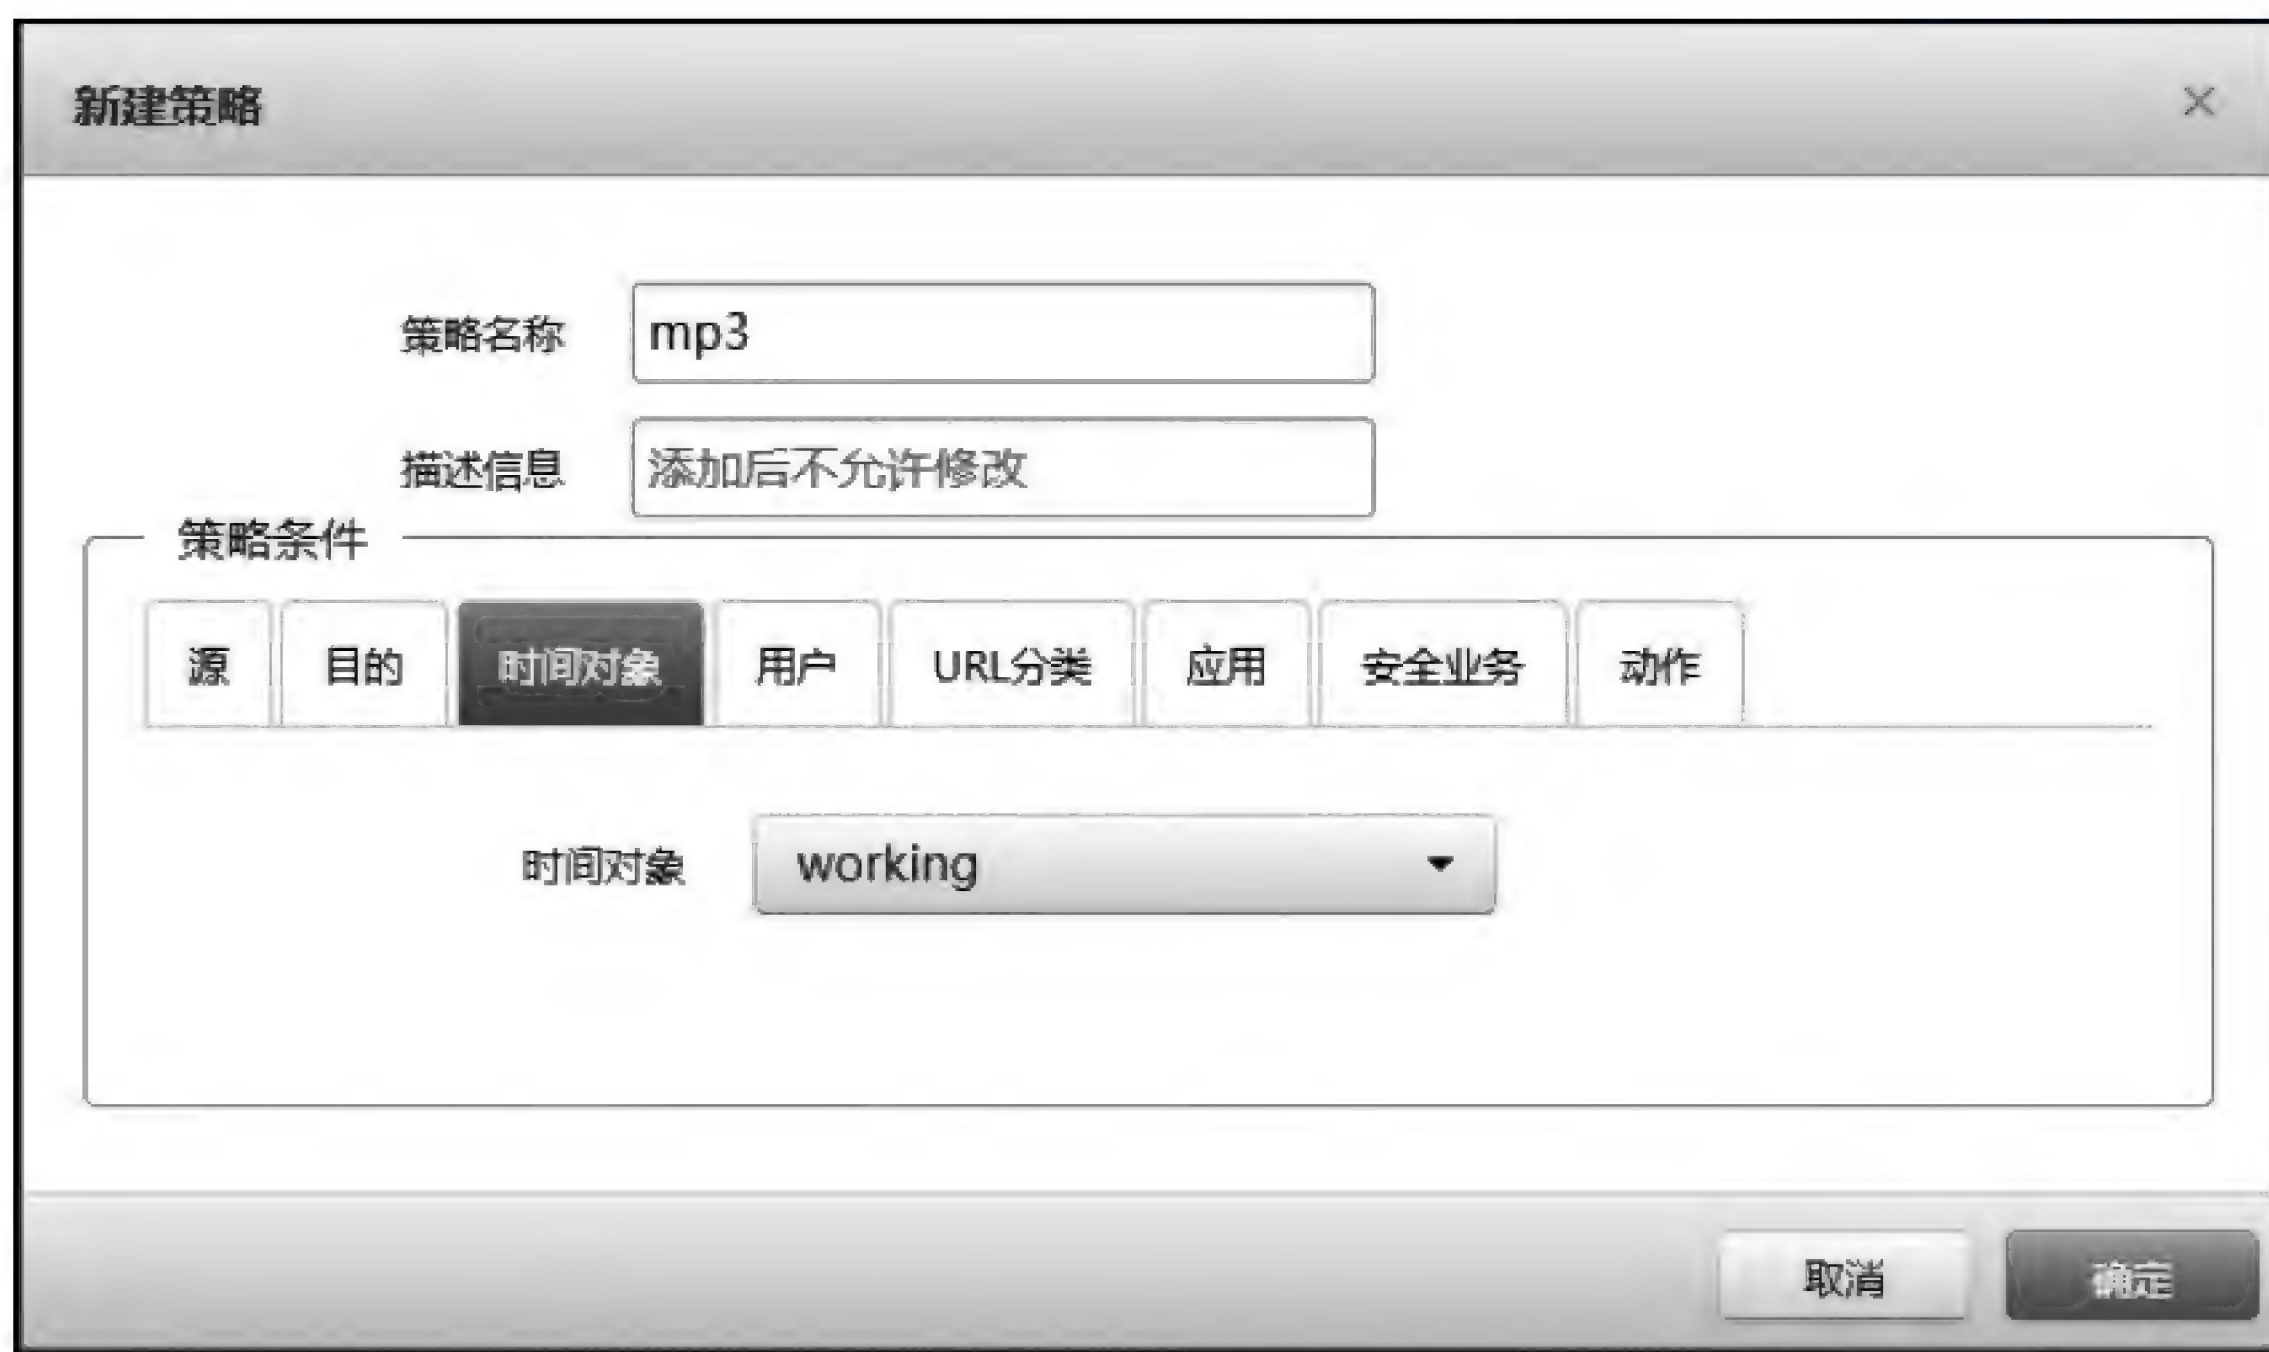 新建策略
策略名称 mp3
描述信息 添加后不允许修改
策略条件
源 目的 时间对象 用户 URL分类 应用 安全业务 动作
时间对象 working
取消 确定